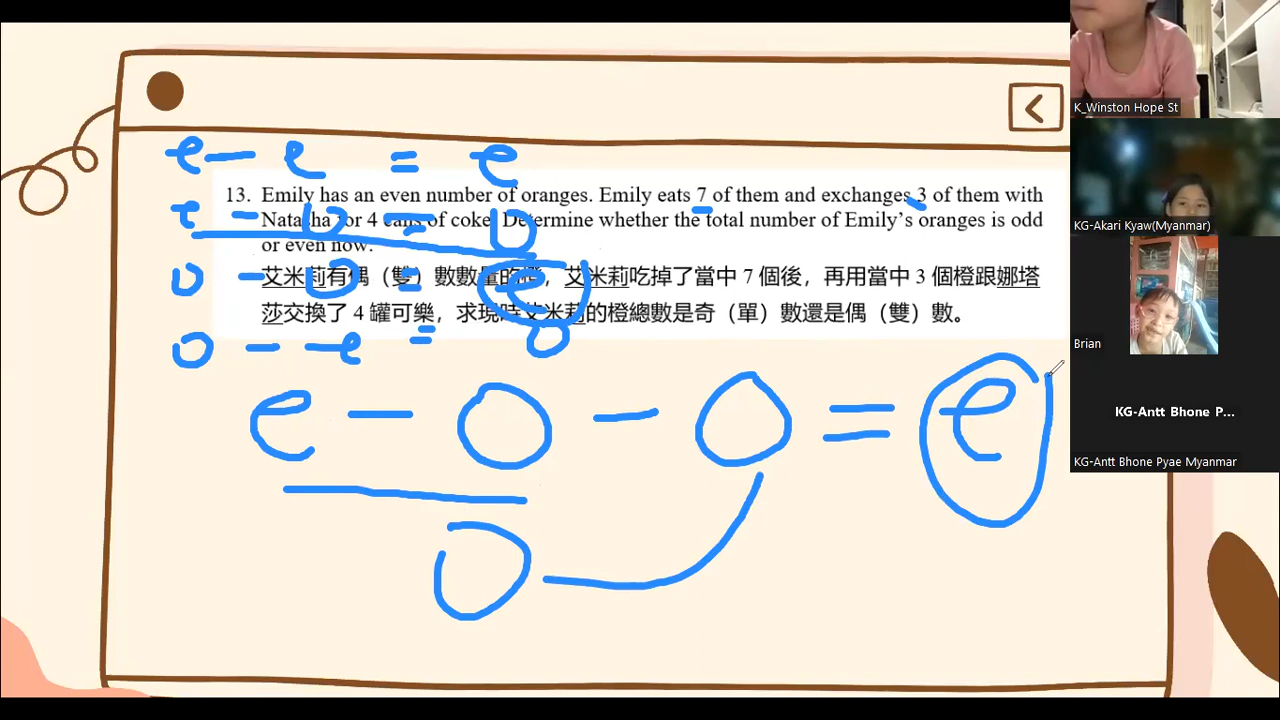 e - e = e
13. Emily has an even number of oranges. Emily eats 7 of them and exchanges 3 of them with
Natasha for 4 cans of coke. Determine whether the total number of Emily's oranges is odd
or even now.
e - o = o
艾米莉有偶（雙）數數量的橙，艾米莉吃掉了當中 7 個後，再用當中 3 個橙跟娜塔
莎交換了 4 罐可樂，求現時艾米莉的橙總數是奇（單）數還是偶（雙）數。
o - o = e
o - e = o
e - o - o = e
o
K_Winston Hope St
KG-Akari Kyaw(Myanmar)
Brian
KG-Antt Bhone P...
KG-Antt Bhone Pyae Myanmar